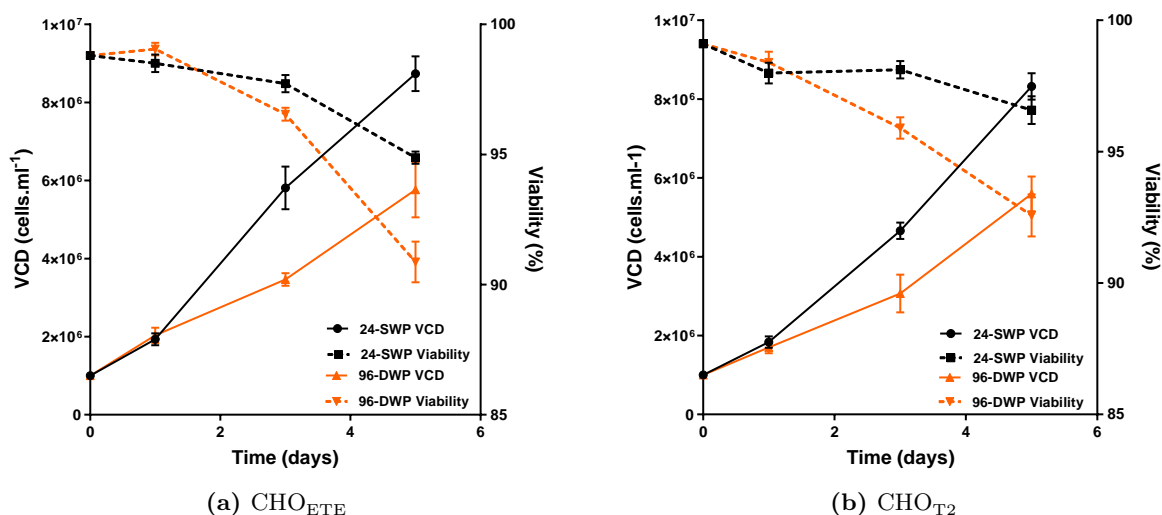 1×10⁷
8×10⁶
6×10⁶
4×10⁶
2×10⁶
0
VCD (cells.ml⁻¹)
100
95
90
85
Viability (%)
0 2 4 6
Time (days)
24-SWP VCD
24-SWP Viability
96-DWP VCD
96-DWP Viability
(a) CHO_ETE
1×10⁷
8×10⁶
6×10⁶
4×10⁶
2×10⁶
0
VCD (cells.ml-1)
100
95
90
85
Viability (%)
0 2 4 6
Time (days)
24-SWP VCD
24-SWP Viability
96-DWP VCD
96-DWP Viability
(b) CHO_T2